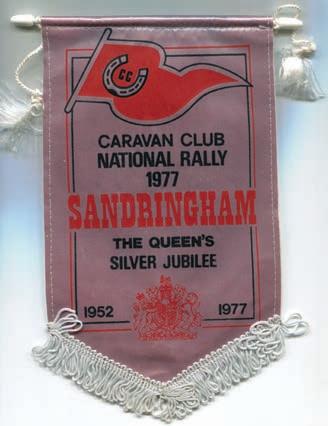 CC
CARAVAN CLUB
NATIONAL RALLY
1977
SANDRINGHAM
THE QUEEN'S
SILVER JUBILEE
1952 1977